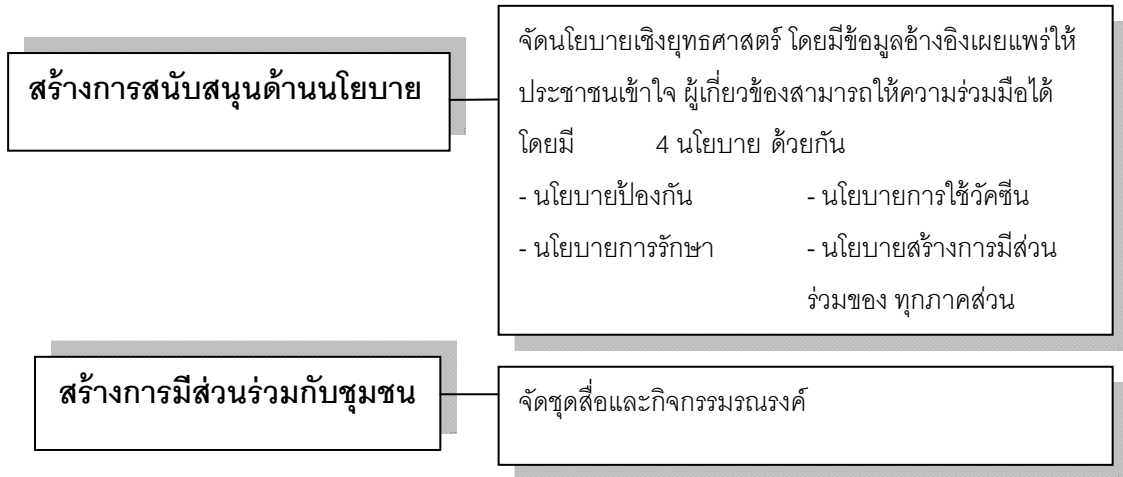 สร้างการสนับสนุนด้านนโยบาย
จัดนโยบายเชิงยุทธศาสตร์ โดยมีข้อมูลอ้างอิงเผยแพร่ให้
ประชาชนเข้าใจ ผู้เกี่ยวข้องสามารถให้ความร่วมมือได้
โดยมี 4 นโยบาย ด้วยกัน
- นโยบายป้องกัน - นโยบายการใช้วัคซีน
- นโยบายการรักษา - นโยบายสร้างการมีส่วน
ร่วมของ ทุกภาคส่วน
สร้างการมีส่วนร่วมกับชุมชน
จัดชุดสื่อและกิจกรรมรณรงค์